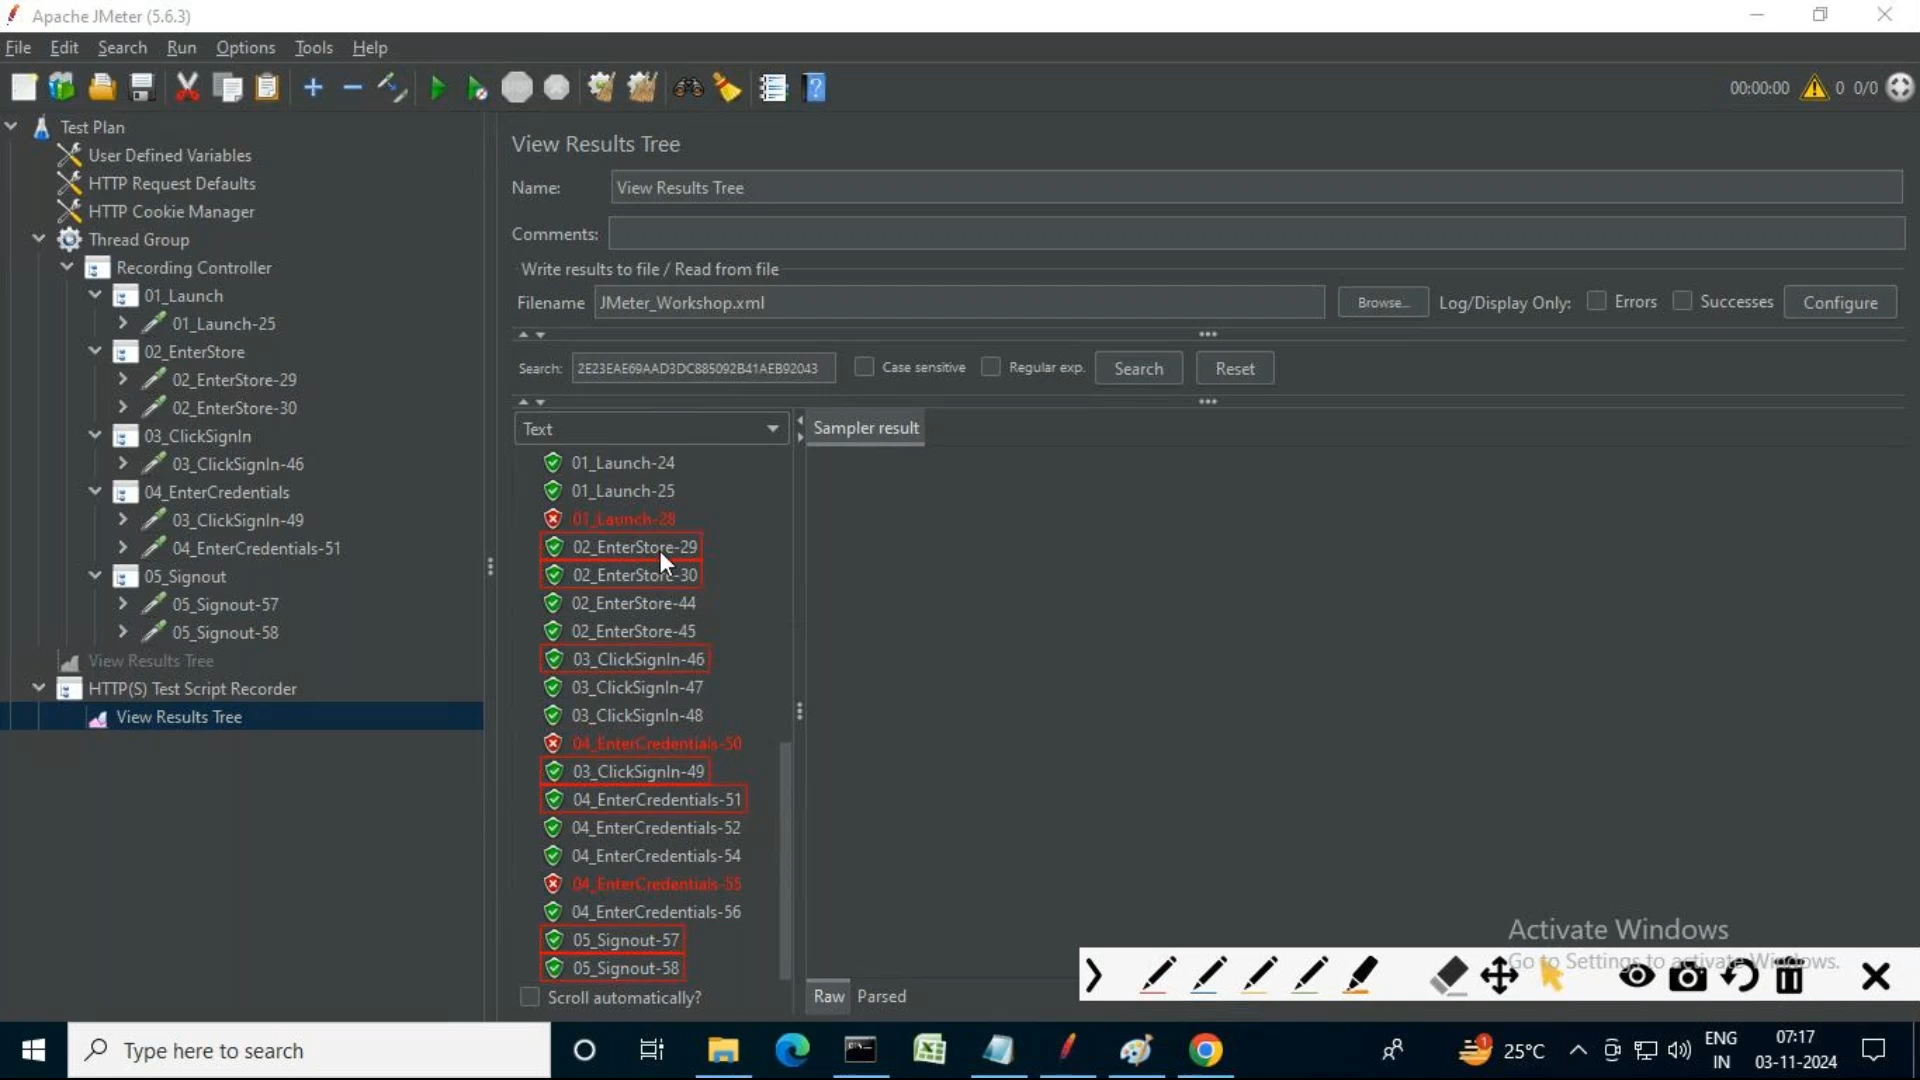 Apache JMeter (5.6.3)
File Edit Search Run Options Tools Help
00:00:00 0 0/0
Test Plan
User Defined Variables
HTTP Request Defaults
HTTP Cookie Manager
Thread Group
Recording Controller
01_Launch
01_Launch-25
02_EnterStore
02_EnterStore-29
02_EnterStore-30
03_ClickSignIn
03_ClickSignIn-46
04_EnterCredentials
03_ClickSignIn-49
04_EnterCredentials-51
05_Signout
05_Signout-57
05_Signout-58
View Results Tree
HTTP(S) Test Script Recorder
View Results Tree
View Results Tree
Name: View Results Tree
Comments:
Write results to file / Read from file
Filename JMeter_Workshop.xml Browse... Log/Display Only: Errors Successes Configure
Search: 2E23EAE69AAD3DC885092B41AEB92043 Case sensitive Regular exp. Search Reset
Text
Sampler result
01_Launch-24
01_Launch-25
01_Launch-28
02_EnterStore-29
02_EnterStore-30
02_EnterStore-44
02_EnterStore-45
03_ClickSignIn-46
03_ClickSignIn-47
03_ClickSignIn-48
04_EnterCredentials-50
03_ClickSignIn-49
04_EnterCredentials-51
04_EnterCredentials-52
04_EnterCredentials-54
04_EnterCredentials-55
04_EnterCredentials-56
05_Signout-57
05_Signout-58
Scroll automatically?
Raw Parsed
Activate Windows
Go to Settings to activate Windows.
Type here to search
1 25°C
ENG
IN
07:17
03-11-2024